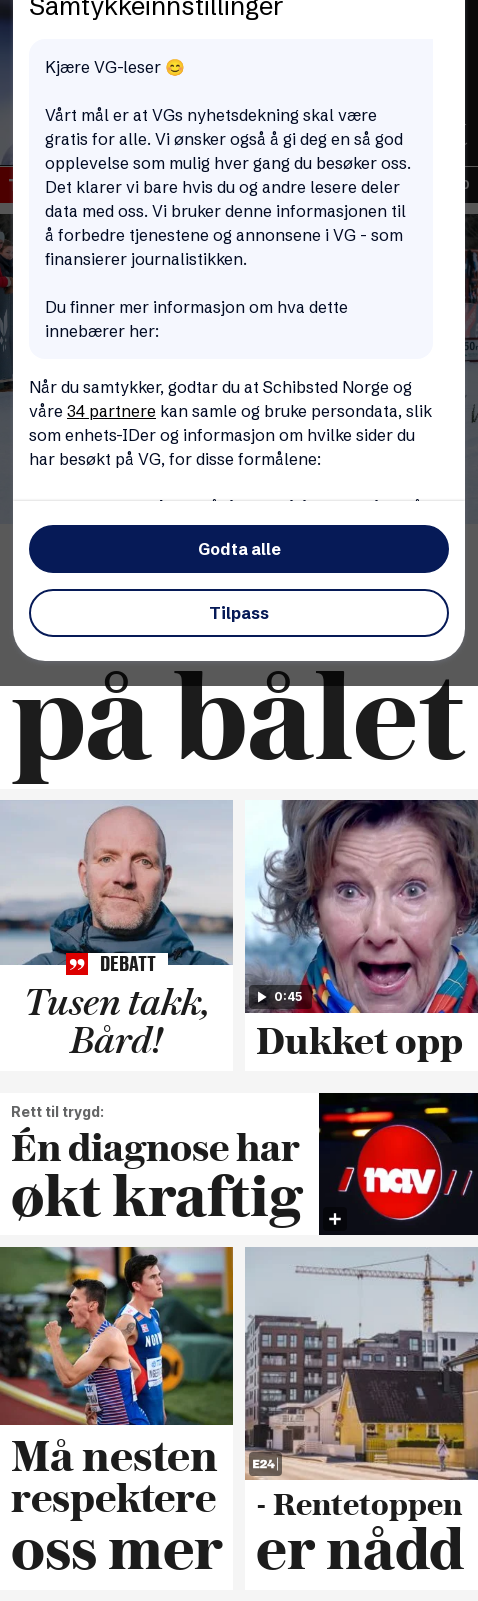 Samtykkeinnstillinger
Kjære VG-leser 😊
Vårt mål er at VGs nyhetsdekning skal være
gratis for alle. Vi ønsker også å gi deg en så god
opplevelse som mulig hver gang du besøker oss.
Det klarer vi bare hvis du og andre lesere deler
data med oss. Vi bruker denne informasjonen til
å forbedre tjenestene og annonsene i VG - som
finansierer journalistikken.
Du finner mer informasjon om hva dette
innebærer her:
Når du samtykker, godtar du at Schibsted Norge og
våre 34 partnere kan samle og bruke persondata, slik
som enhets-IDer og informasjon om hvilke sider du
har besøkt på VG, for disse formålene:
Godta alle
Tilpass
på bålet
DEBATT
Tusen takk,
Bård!
0:45
Dukket opp
Rett til trygd:
Én diagnose har
økt kraftig
nav
Må nesten
respektere
oss mer
E24
- Rentetoppen
er nådd